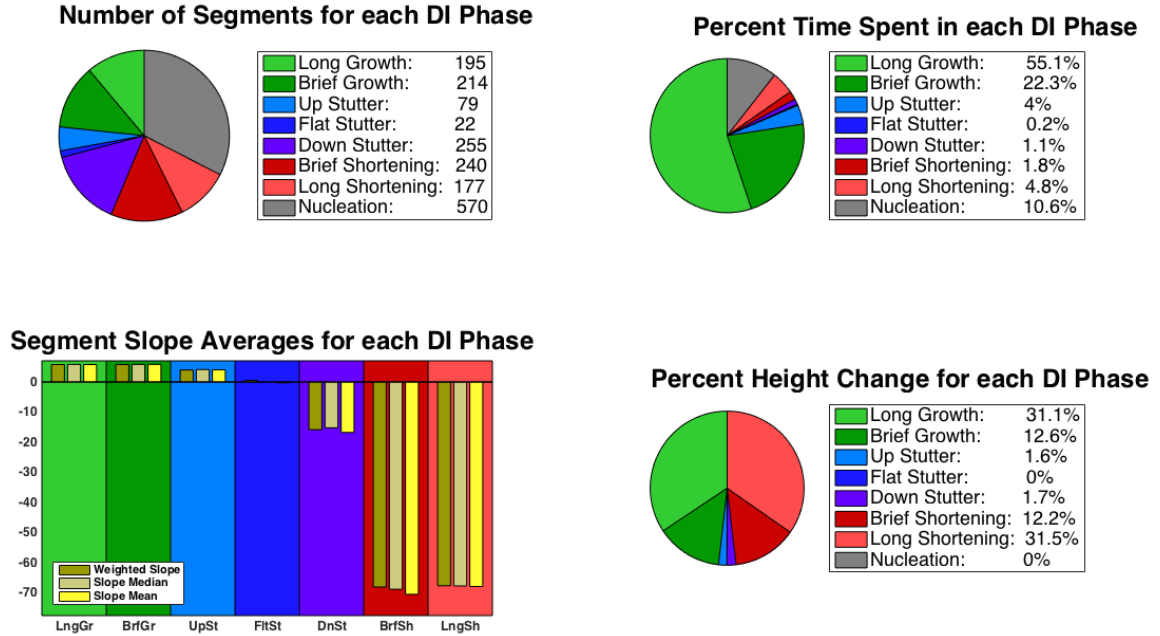 Number of Segments for each DI Phase
Long Growth: 195
Brief Growth: 214
Up Stutter: 79
Flat Stutter: 22
Down Stutter: 255
Brief Shortening: 240
Long Shortening: 177
Nucleation: 570
Percent Time Spent in each DI Phase
Long Growth: 55.1%
Brief Growth: 22.3%
Up Stutter: 4%
Flat Stutter: 0.2%
Down Stutter: 1.1%
Brief Shortening: 1.8%
Long Shortening: 4.8%
Nucleation: 10.6%
Segment Slope Averages for each DI Phase
0
-10
-20
-30
-40
-50
-60
-70
Weighted Slope
Slope Median
Slope Mean
LngGr BrfGr UpSt FltSt DnSt BrfSh LngSh
Percent Height Change for each DI Phase
Long Growth: 31.1%
Brief Growth: 12.6%
Up Stutter: 1.6%
Flat Stutter: 0%
Down Stutter: 1.7%
Brief Shortening: 12.2%
Long Shortening: 31.5%
Nucleation: 0%